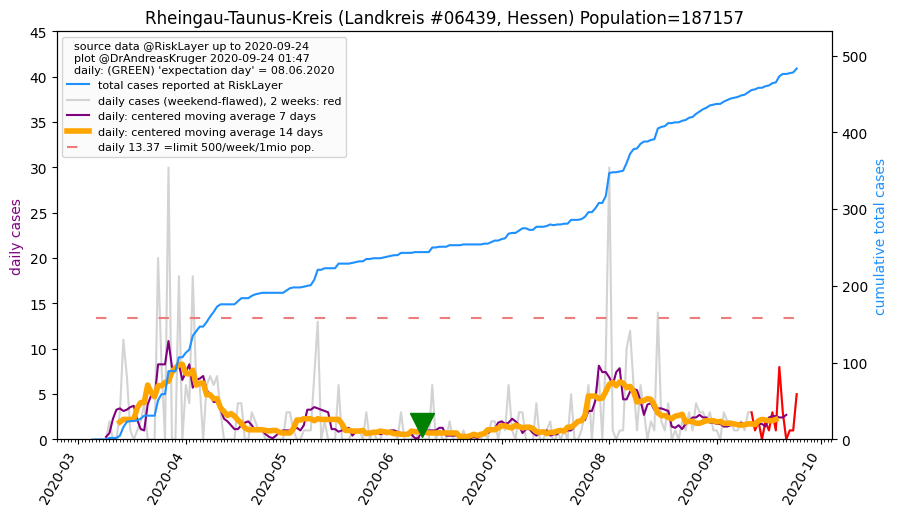 Rheingau-Taunus-Kreis (Landkreis #06439, Hessen) Population=187157
source data @RiskLayer up to 2020-09-24
plot @DrAndreasKruger 2020-09-24 01:47
daily: (GREEN) 'expectation day' = 08.06.2020
total cases reported at RiskLayer
daily cases (weekend-flawed), 2 weeks: red
daily: centered moving average 7 days
daily: centered moving average 14 days
daily 13.37 =limit 500/week/1mio pop.
daily cases
45
40
35
30
25
20
15
10
5
0
cumulative total cases
500
400
300
200
100
0
2020-03
2020-04
2020-05
2020-06
2020-07
2020-08
2020-09
2020-10